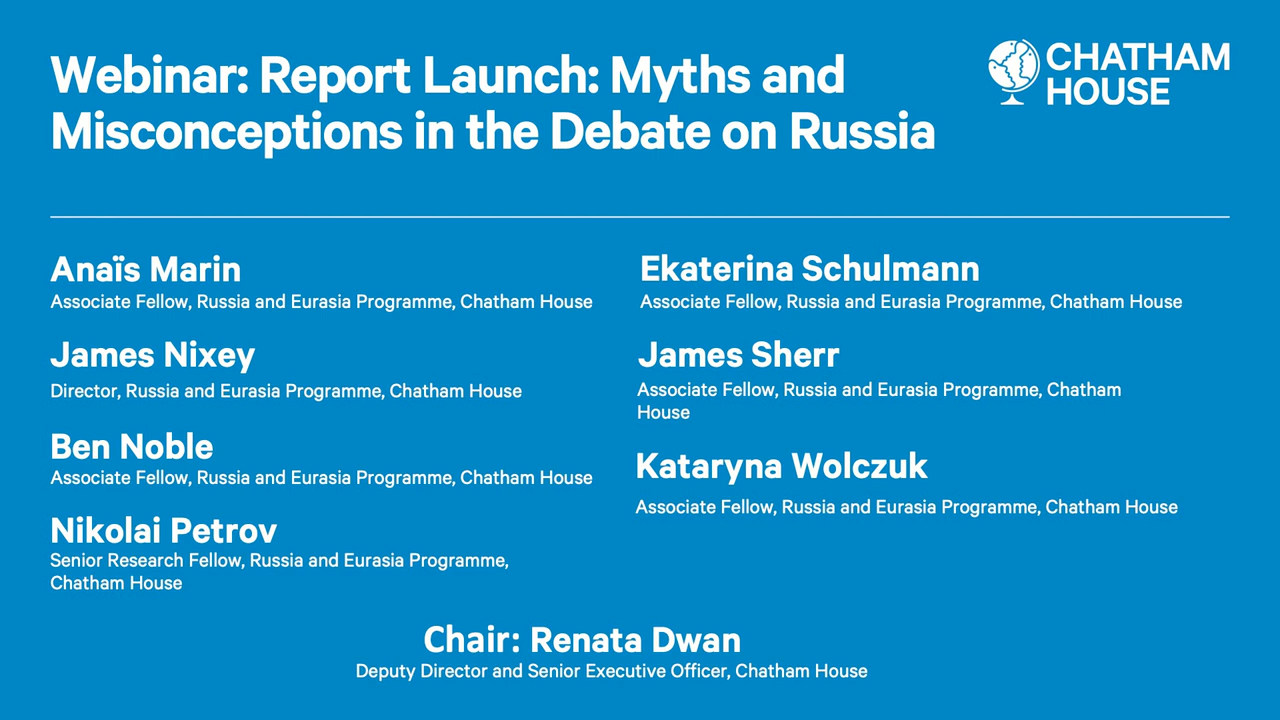 Webinar: Report Launch: Myths and
Misconceptions in the Debate on Russia
CHATHAM
HOUSE
Anaïs Marin
Associate Fellow, Russia and Eurasia Programme, Chatham House
James Nixey
Director, Russia and Eurasia Programme, Chatham House
Ben Noble
Associate Fellow, Russia and Eurasia Programme, Chatham House
Nikolai Petrov
Senior Research Fellow, Russia and Eurasia Programme,
Chatham House
Ekaterina Schulmann
Associate Fellow, Russia and Eurasia Programme, Chatham House
James Sherr
Associate Fellow, Russia and Eurasia Programme, Chatham
House
Kataryna Wolczuk
Associate Fellow, Russia and Eurasia Programme, Chatham House
Chair: Renata Dwan
Deputy Director and Senior Executive Officer, Chatham House